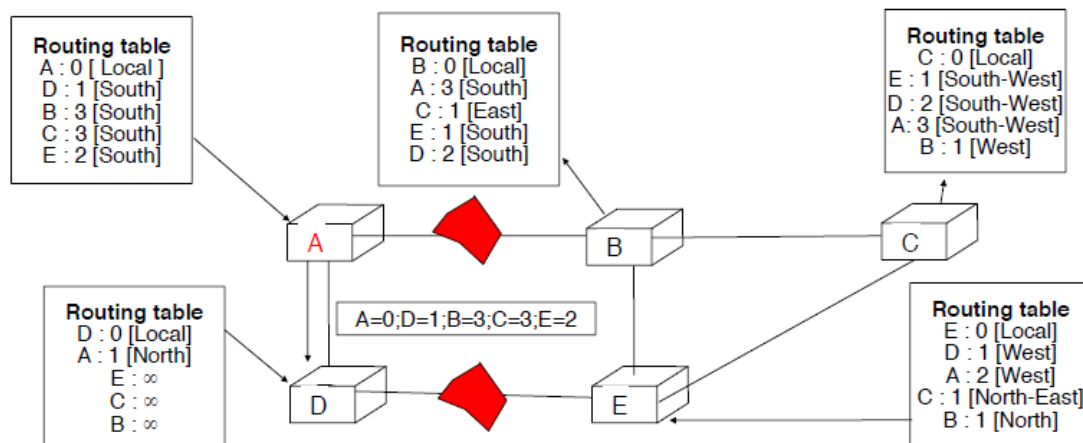 Routing table
A : 0 [ Local ]
D : 1 [South]
B : 3 [South]
C : 3 [South]
E : 2 [South]
Routing table
B : 0 [Local]
A : 3 [South]
C : 1 [East]
E : 1 [South]
D : 2 [South]
Routing table
C : 0 [Local]
E : 1 [South-West]
D : 2 [South-West]
A: 3 [South-West]
B : 1 [West]
A
B
C
Routing table
D : 0 [Local]
A : 1 [North]
E : ∞
C : ∞
B : ∞
A=0;D=1;B=3;C=3;E=2
D
E
Routing table
E : 0 [Local]
D : 1 [West]
A : 2 [West]
C : 1 [North-East]
B : 1 [North]